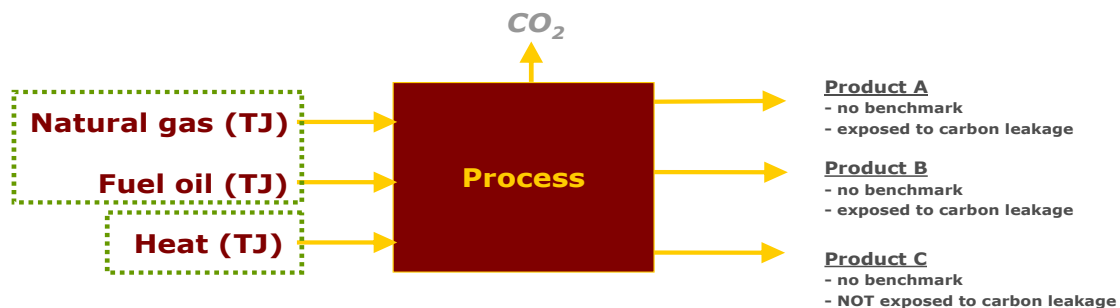 CO₂
Natural gas (TJ)
Fuel oil (TJ)
Heat (TJ)
Process
Product A
- no benchmark
- exposed to carbon leakage
Product B
- no benchmark
- exposed to carbon leakage
Product C
- no benchmark
- NOT exposed to carbon leakage